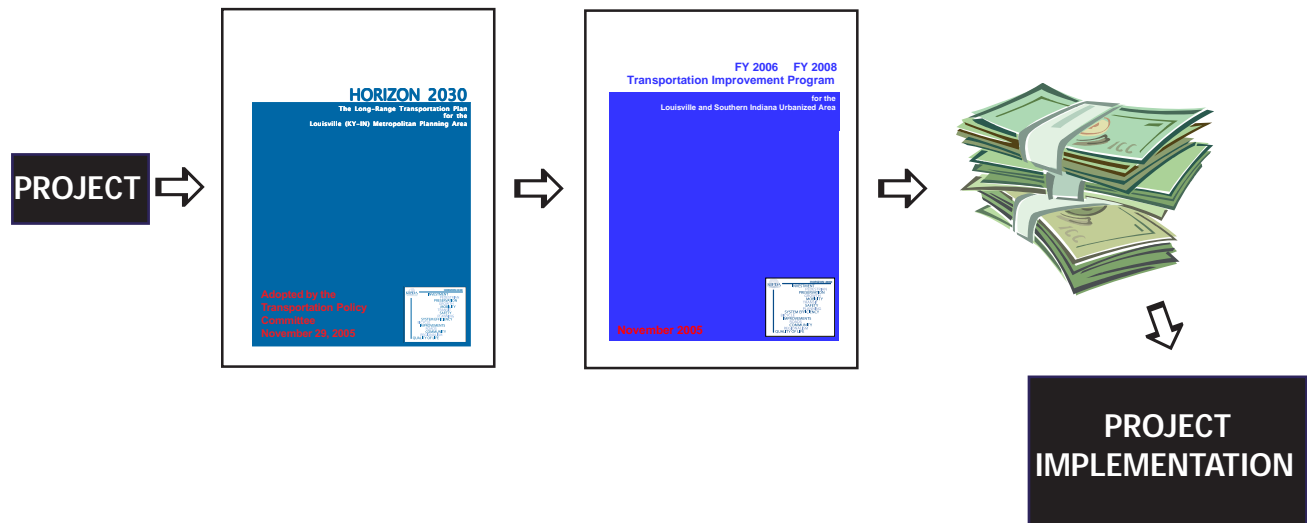 PROJECT
HORIZON 2030
The Long-Range Transportation Plan
for the
Louisville (KY-IN) Metropolitan Planning Area
Adopted by the
Transportation Policy
Committee
November 29, 2005
FY 2006 FY 2008
Transportation Improvement Program
for the
Louisville and Southern Indiana Urbanized Area
November 2005
PROJECT
IMPLEMENTATION